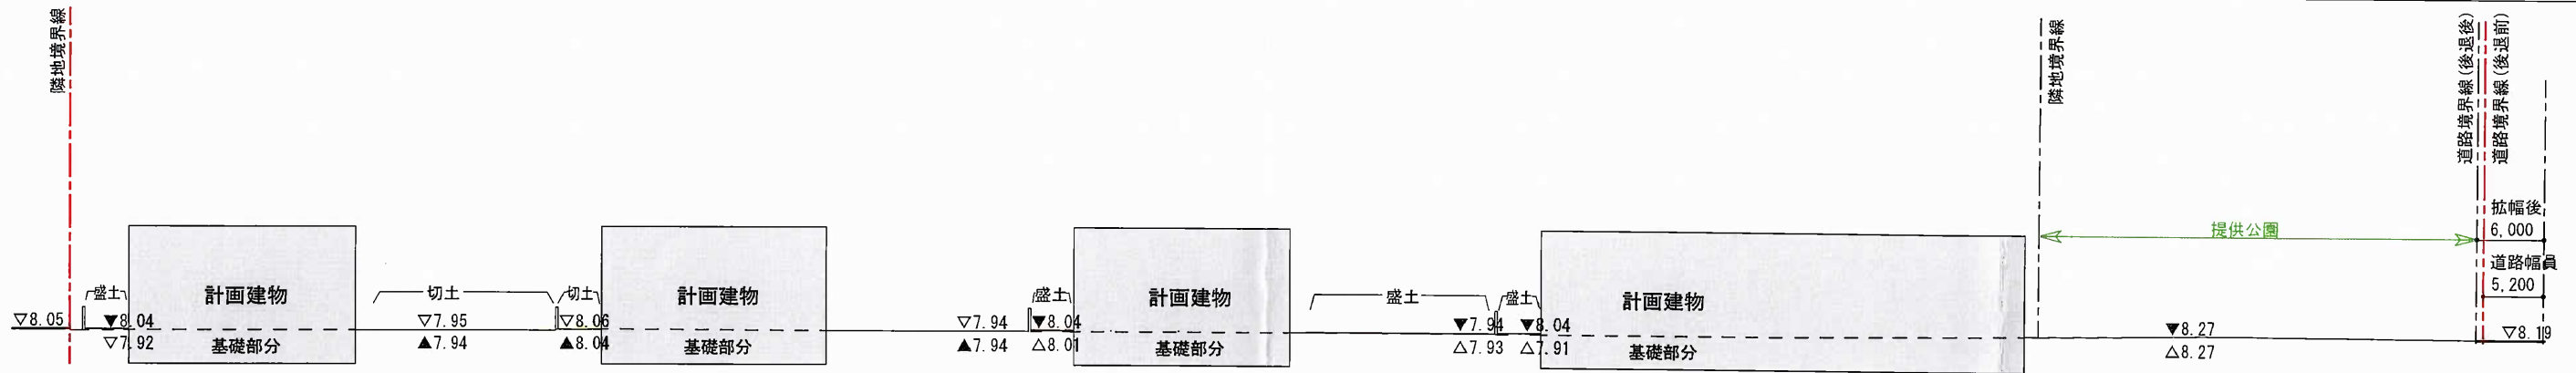 隣地境界線
隣地境界線
道路境界線(後退後)
道路境界線(後退前)
拡幅後
6,000
提供公園
道路幅員
5,200
盛土
計画建物
切土
切土
計画建物
盛土
計画建物
盛土
盛土
計画建物
▽8.05
▼8.04
▽7.92
基礎部分
▽7.95
▲7.94
▽8.06
▲8.04
基礎部分
▽7.94
▲7.94
▼8.04
△8.01
基礎部分
▼7.94
△7.93
▼8.04
△7.91
基礎部分
▼8.27
△8.27
▽8.19